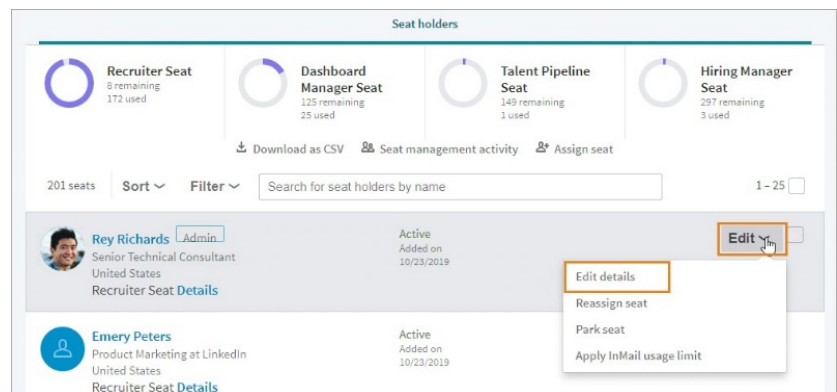 Seat holders
Recruiter Seat
8 remaining
172 used
Dashboard
Manager Seat
125 remaining
25 used
Talent Pipeline
Seat
149 remaining
1 used
Hiring Manager
Seat
297 remaining
3 used
Download as CSV Seat management activity Assign seat
201 seats Sort Filter Search for seat holders by name 1 - 25
Rey Richards Admin
Senior Technical Consultant
United States
Recruiter Seat Details
Active
Added on
10/23/2019
Edit
Edit details
Reassign seat
Park seat
Apply InMail usage limit
Emery Peters
Product Marketing at LinkedIn
United States
Recruiter Seat Details
Active
Added on
10/23/2019